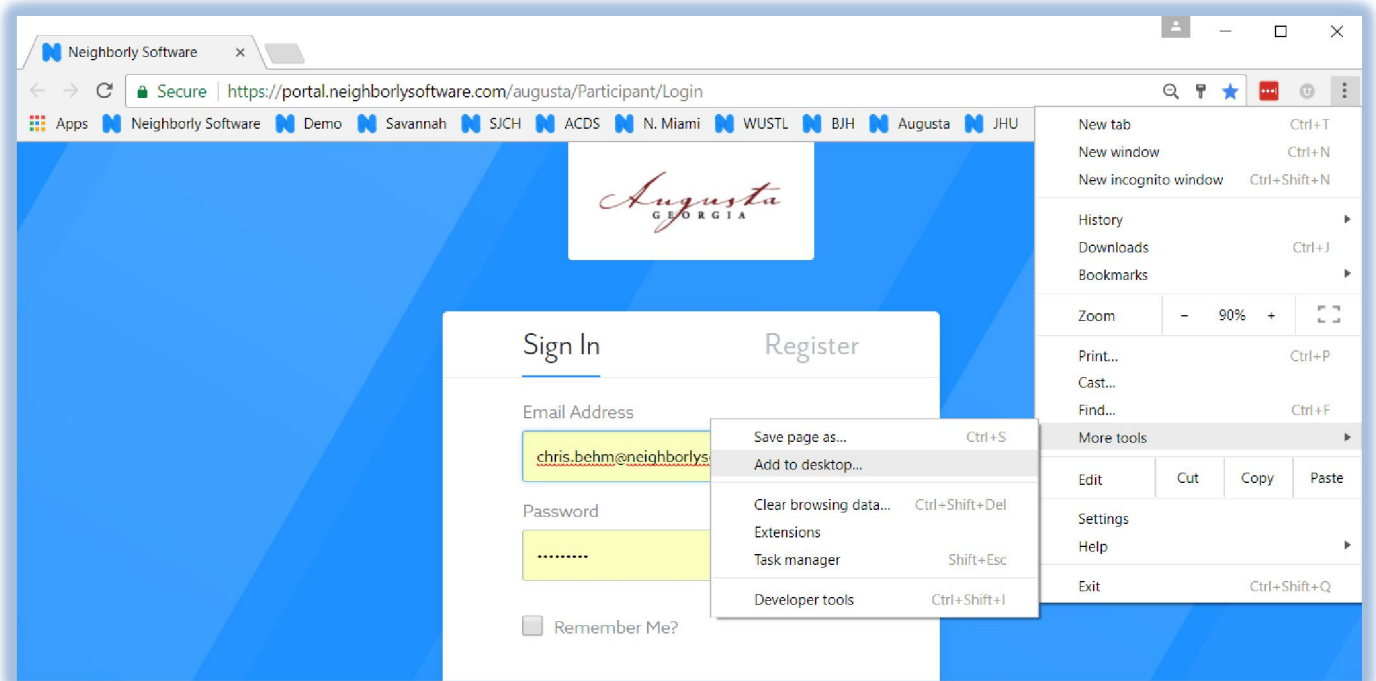 Neighborly Software
Secure https://portal.neighborlysoftware.com/augusta/Participant/Login
Apps Neighborly Software Demo Savannah SJCH ACDS N. Miami WUSTL BJH Augusta JHU
Augusta
GEORGIA
Sign In Register
Email Address
chris.behm@neighborlys
Password
Remember Me?
New tab Ctrl+T
New window Ctrl+N
New incognito window Ctrl+Shift+N
History
Downloads Ctrl+J
Bookmarks
Zoom - 90% +
Print... Ctrl+P
Cast...
Find... Ctrl+F
More tools
Edit Cut Copy Paste
Settings
Help
Exit Ctrl+Shift+Q
Save page as... Ctrl+S
Add to desktop...
Clear browsing data... Ctrl+Shift+Del
Extensions
Task manager Shift+Esc
Developer tools Ctrl+Shift+I